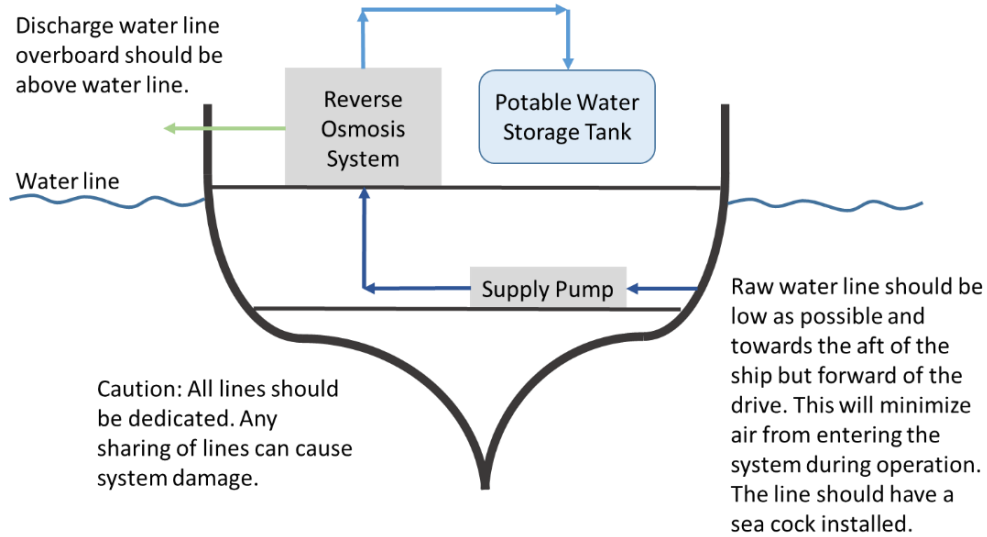 Discharge water line
overboard should be
above water line.
Reverse
Osmosis
System
Potable Water
Storage Tank
Water line
Supply Pump
Raw water line should be
low as possible and
towards the aft of the
ship but forward of the
drive. This will minimize
air from entering the
system during operation.
The line should have a
sea cock installed.
Caution: All lines should
be dedicated. Any
sharing of lines can cause
system damage.